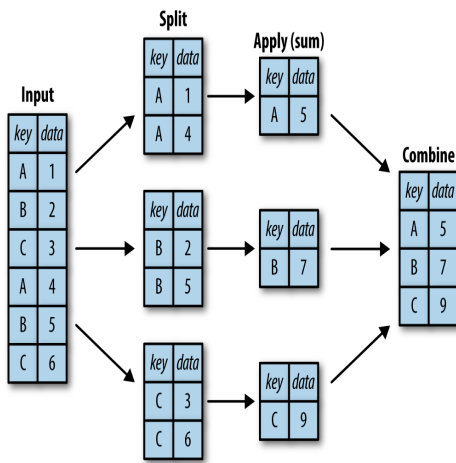 Input
key data
A 1
B 2
C 3
A 4
B 5
C 6
Split
key data
A 1
A 4
key data
B 2
B 5
key data
C 3
C 6
Apply (sum)
key data
A 5
key data
B 7
key data
C 9
Combine
key data
A 5
B 7
C 9